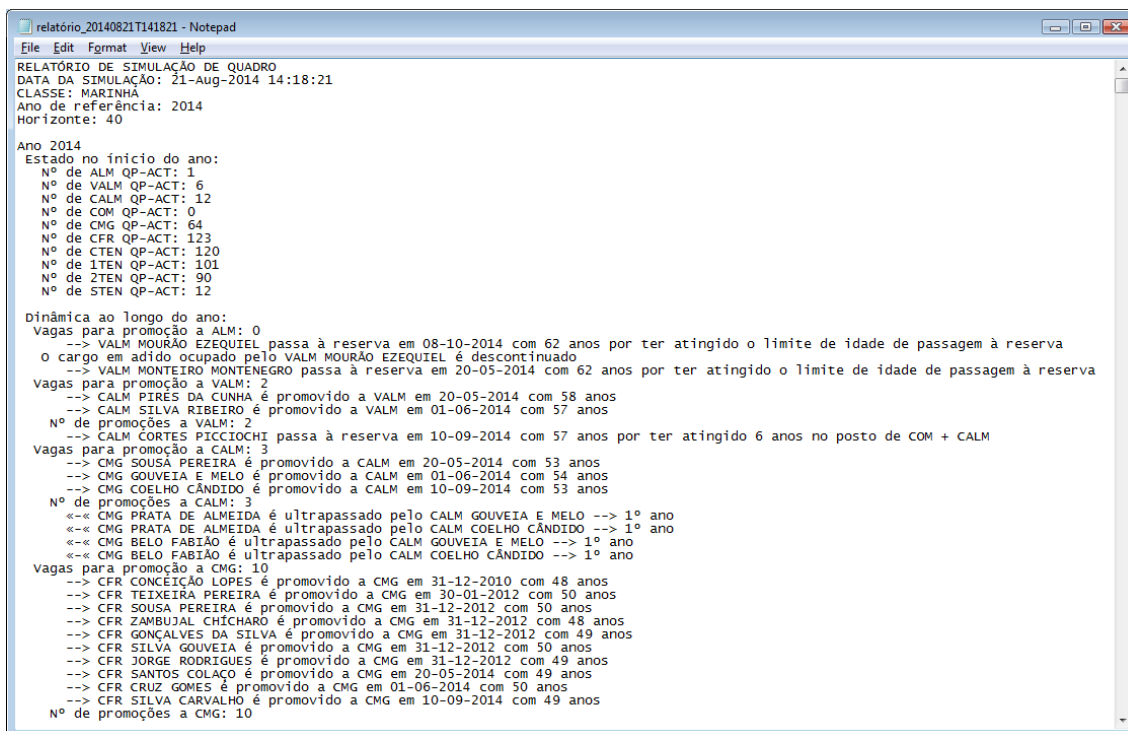 relatório_20140821T141821 - Notepad
File Edit Format View Help
RELATÓRIO DE SIMULAÇÃO DE QUADRO
DATA DA SIMULAÇÃO: 21-Aug-2014 14:18:21
CLASSE: MARINHA
Ano de referência: 2014
Horizonte: 40
Ano 2014
Estado no ínicio do ano:
Nº de ALM QP-ACT: 1
Nº de VALM QP-ACT: 6
Nº de CALM QP-ACT: 12
Nº de COM QP-ACT: 0
Nº de CMG QP-ACT: 64
Nº de CFR QP-ACT: 123
Nº de CTEN QP-ACT: 120
Nº de 1TEN QP-ACT: 101
Nº de 2TEN QP-ACT: 90
Nº de STEN QP-ACT: 12
Dinâmica ao longo do ano:
Vagas para promoção a ALM: 0
--> VALM MOURÃO EZEQUIEL passa à reserva em 08-10-2014 com 62 anos por ter atingido o limite de idade de passagem à reserva
O cargo em adido ocupado pelo VALM MOURÃO EZEQUIEL é descontinuado
--> VALM MONTEIRO MONTENEGRO passa à reserva em 20-05-2014 com 62 anos por ter atingido o limite de idade de passagem à reserva
Vagas para promoção a VALM: 2
--> CALM PIRES DA CUNHA é promovido a VALM em 20-05-2014 com 58 anos
--> CALM SILVA RIBEIRO é promovido a VALM em 01-06-2014 com 57 anos
Nº de promoções a VALM: 2
--> CALM CORTES PICCIOCHI passa à reserva em 10-09-2014 com 57 anos por ter atingido 6 anos no posto de COM + CALM
Vagas para promoção a CALM: 3
--> CMG SOUSA PEREIRA é promovido a CALM em 20-05-2014 com 53 anos
--> CMG GOUVEIA E MELO é promovido a CALM em 01-06-2014 com 54 anos
--> CMG COELHO CÂNDIDO é promovido a CALM em 10-09-2014 com 53 anos
Nº de promoções a CALM: 3
«-« CMG PRATA DE ALMEIDA é ultrapassado pelo CALM GOUVEIA E MELO --> 1º ano
«-« CMG PRATA DE ALMEIDA é ultrapassado pelo CALM COELHO CÂNDIDO --> 1º ano
«-« CMG BELO FABIÃO é ultrapassado pelo CALM GOUVEIA E MELO --> 1º ano
«-« CMG BELO FABIÃO é ultrapassado pelo CALM COELHO CÂNDIDO --> 1º ano
Vagas para promoção a CMG: 10
--> CFR CONCEIÇÃO LOPES é promovido a CMG em 31-12-2010 com 48 anos
--> CFR TEIXEIRA PEREIRA é promovido a CMG em 30-01-2012 com 50 anos
--> CFR SOUSA PEREIRA é promovido a CMG em 31-12-2012 com 50 anos
--> CFR ZAMBUJAL CHÍCHARO é promovido a CMG em 31-12-2012 com 48 anos
--> CFR GONÇALVES DA SILVA é promovido a CMG em 31-12-2012 com 49 anos
--> CFR SILVA GOUVEIA é promovido a CMG em 31-12-2012 com 50 anos
--> CFR JORGE RODRIGUES é promovido a CMG em 31-12-2012 com 49 anos
--> CFR SANTOS COLAÇO é promovido a CMG em 20-05-2014 com 49 anos
--> CFR CRUZ GOMES é promovido a CMG em 01-06-2014 com 50 anos
--> CFR SILVA CARVALHO é promovido a CMG em 10-09-2014 com 49 anos
Nº de promoções a CMG: 10